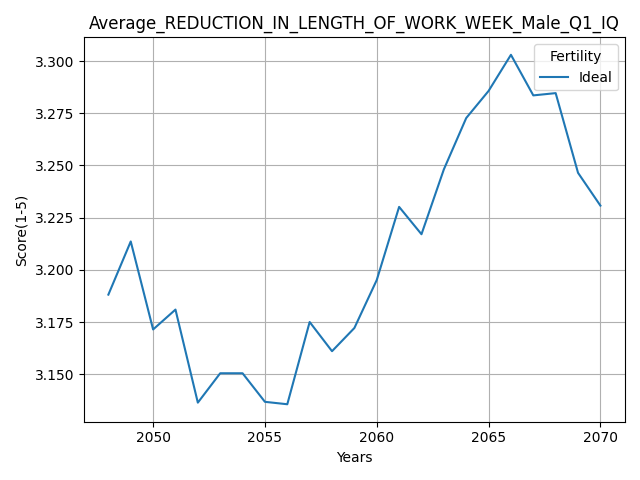 Average_REDUCTION_IN_LENGTH_OF_WORK_WEEK_Male_Q1_IQ
Fertility
Ideal
3.300
3.275
3.250
3.225
3.200
3.175
3.150
Score(1-5)
2050
2055
2060
2065
2070
Years